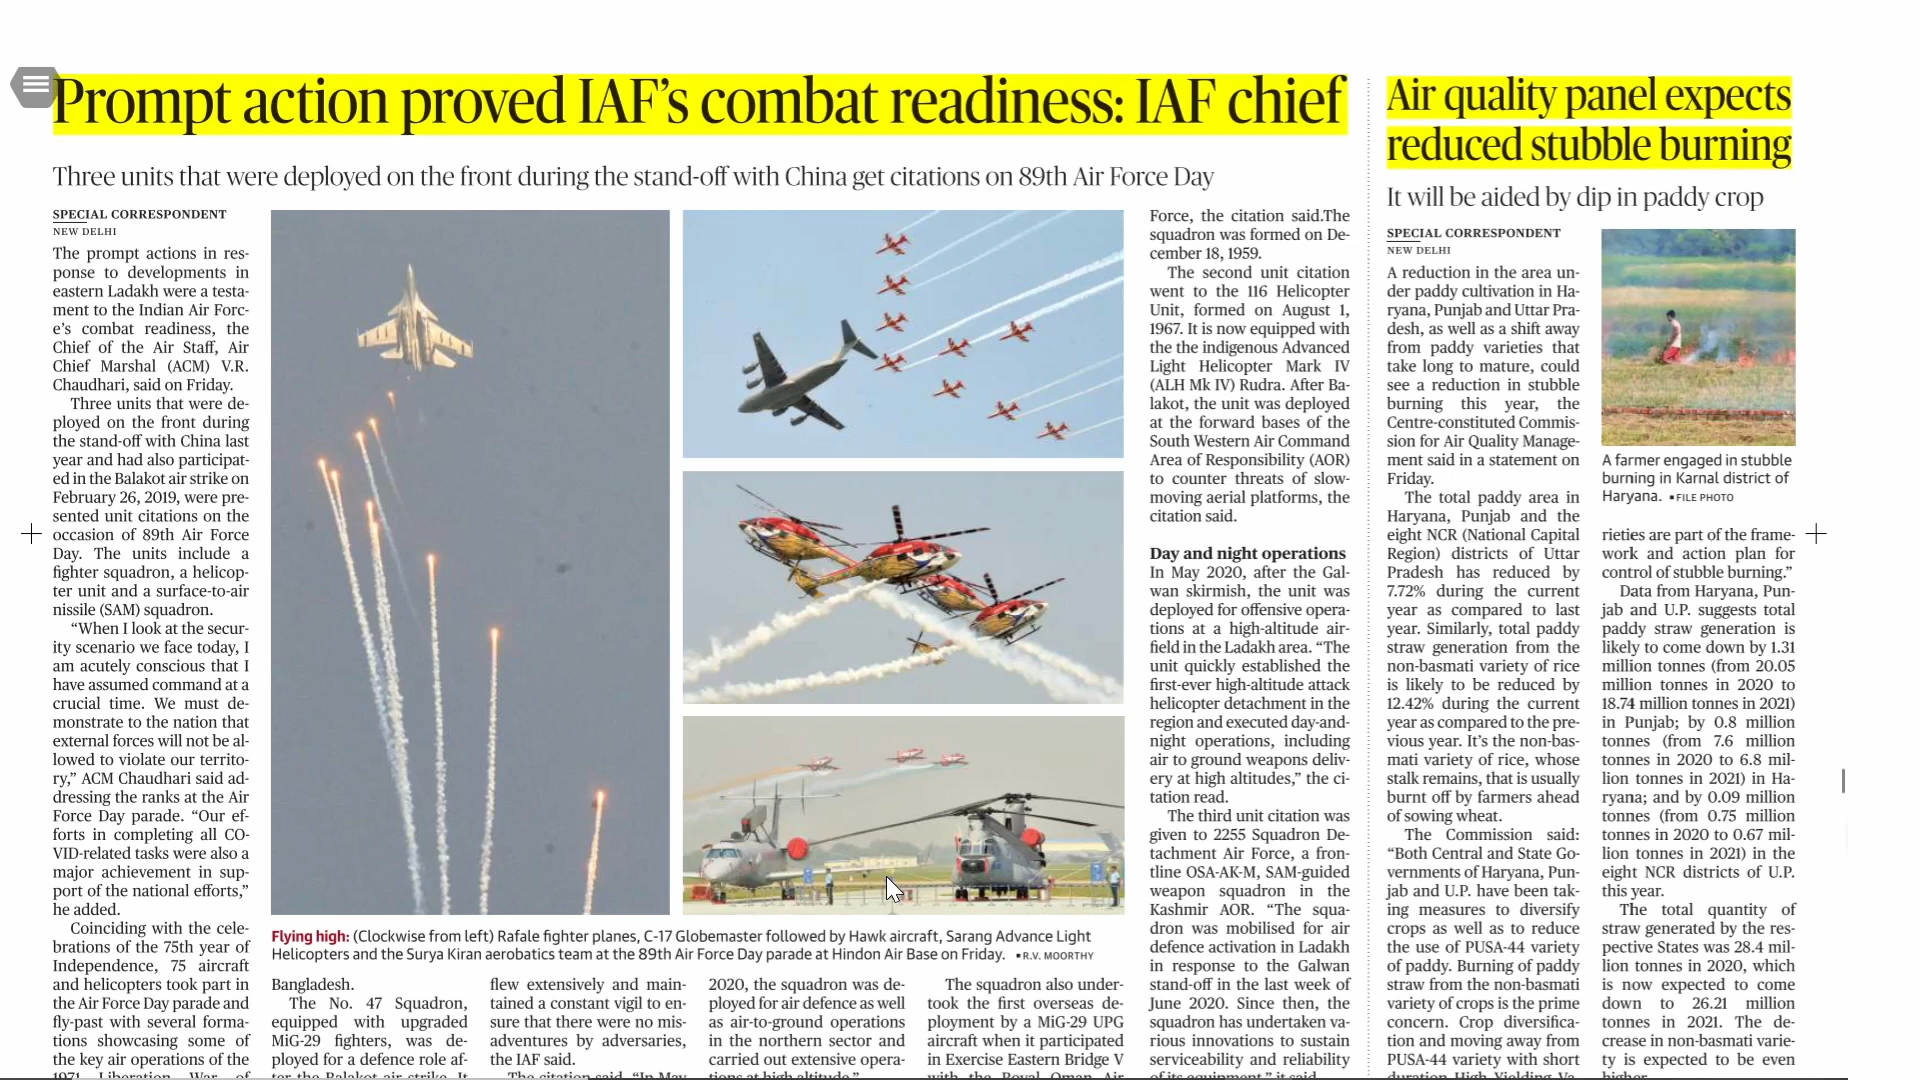 Prompt action proved IAF's combat readiness: IAF chief
Three units that were deployed on the front during the stand-off with China get citations on 89th Air Force Day
SPECIAL CORRESPONDENT
NEW DELHI
The prompt actions in res-
ponse to developments in
eastern Ladakh were a testa-
ment to the Indian Air Forc-
e's combat readiness, the
Chief of the Air Staff, Air
Chief Marshal (ACM) V.R.
Chaudhari, said on Friday.
Three units that were de-
ployed on the front during
the stand-off with China last
year and had also participat-
ed in the Balakot air strike on
February 26, 2019, were pre-
sented unit citations on the
occasion of 89th Air Force
Day. The units include a
fighter squadron, a helicop-
ter unit and a surface-to-air
nissile (SAM) squadron.
"When I look at the secur-
ity scenario we face today, I
am acutely conscious that I
have assumed command at a
crucial time. We must de-
monstrate to the nation that
external forces will not be al-
lowed to violate our territo-
ry," ACM Chaudhari said ad-
dressing the ranks at the Air
Force Day parade. "Our ef-
forts in completing all CO-
VID-related tasks were also a
major achievement in sup-
port of the national efforts,"
he added.
Coinciding with the cele-
brations of the 75th year of
Independence, 75 aircraft
and helicopters took part in
the Air Force Day parade and
fly-past with several forma-
tions showcasing some of
the key air operations of the
1971 Liberation War of
Flying high: (Clockwise from left) Rafale fighter planes, C-17 Globemaster followed by Hawk aircraft, Sarang Advance Light
Helicopters and the Surya Kiran aerobatics team at the 89th Air Force Day parade at Hindon Air Base on Friday. ▪R.V. MOORTHY
Bangladesh.
The No. 47 Squadron,
equipped with upgraded
MiG-29 fighters, was de-
ployed for a defence role af-
ter the Balakot air strike. It
flew extensively and main-
tained a constant vigil to en-
sure that there were no mis-
adventures by adversaries,
the IAF said.
The citation said, "In May
2020, the squadron was de-
ployed for air defence as well
as air-to-ground operations
in the northern sector and
carried out extensive opera-
tions at high altitude."
The squadron also under-
took the first overseas de-
ployment by a MiG-29 UPG
aircraft when it participated
in Exercise Eastern Bridge V
with the Royal Oman Air
Force, the citation said.The
squadron was formed on De-
cember 18, 1959.
The second unit citation
went to the 116 Helicopter
Unit, formed on August 1,
1967. It is now equipped with
the the indigenous Advanced
Light Helicopter Mark IV
(ALH Mk IV) Rudra. After Ba-
lakot, the unit was deployed
at the forward bases of the
South Western Air Command
Area of Responsibility (AOR)
to counter threats of slow-
moving aerial platforms, the
citation said.
Day and night operations
In May 2020, after the Gal-
wan skirmish, the unit was
deployed for offensive opera-
tions at a high-altitude air-
field in the Ladakh area. "The
unit quickly established the
first-ever high-altitude attack
helicopter detachment in the
region and executed day-and-
night operations, including
air to ground weapons deliv-
ery at high altitudes," the ci-
tation read.
The third unit citation was
given to 2255 Squadron De-
tachment Air Force, a fron-
tline OSA-AK-M, SAM-guided
weapon squadron in the
Kashmir AOR. "The squa-
dron was mobilised for air
defence activation in Ladakh
in response to the Galwan
stand-off in the last week of
June 2020. Since then, the
squadron has undertaken va-
rious innovations to sustain
serviceability and reliability
of its equipment," it said.
Air quality panel expects
reduced stubble burning
It will be aided by dip in paddy crop
SPECIAL CORRESPONDENT
NEW DELHI
A reduction in the area un-
der paddy cultivation in Ha-
ryana, Punjab and Uttar Pra-
desh, as well as a shift away
from paddy varieties that
take long to mature, could
see a reduction in stubble
burning this year, the
Centre-constituted Commis-
sion for Air Quality Manage-
ment said in a statement on
Friday.
The total paddy area in
Haryana, Punjab and the
eight NCR (National Capital
Region) districts of Uttar
Pradesh has reduced by
7.72% during the current
year as compared to last
year. Similarly, total paddy
straw generation from the
non-basmati variety of rice
is likely to be reduced by
12.42% during the current
year as compared to the pre-
vious year. It's the non-bas-
mati variety of rice, whose
stalk remains, that is usually
burnt off by farmers ahead
of sowing wheat.
The Commission said:
"Both Central and State Go-
vernments of Haryana, Pun-
jab and U.P. have been tak-
ing measures to diversify
crops as well as to reduce
the use of PUSA-44 variety
of paddy. Burning of paddy
straw from the non-basmati
variety of crops is the prime
concern. Crop diversifica-
tion and moving away from
PUSA-44 variety with short
duration High Yielding Va-
A farmer engaged in stubble
burning in Karnal district of
Haryana. ▪FILE PHOTO
rieties are part of the frame-
work and action plan for
control of stubble burning."
Data from Haryana, Pun-
jab and U.P. suggests total
paddy straw generation is
likely to come down by 1.31
million tonnes (from 20.05
million tonnes in 2020 to
18.74 million tonnes in 2021)
in Punjab; by 0.8 million
tonnes (from 7.6 million
tonnes in 2020 to 6.8 mil-
lion tonnes in 2021) in Ha-
ryana; and by 0.09 million
tonnes (from 0.75 million
tonnes in 2020 to 0.67 mil-
lion tonnes in 2021) in the
eight NCR districts of U.P.
this year.
The total quantity of
straw generated by the res-
pective States was 28.4 mil-
lion tonnes in 2020, which
is now expected to come
down to 26.21 million
tonnes in 2021. The de-
crease in non-basmati varie-
ty is expected to be even
higher.